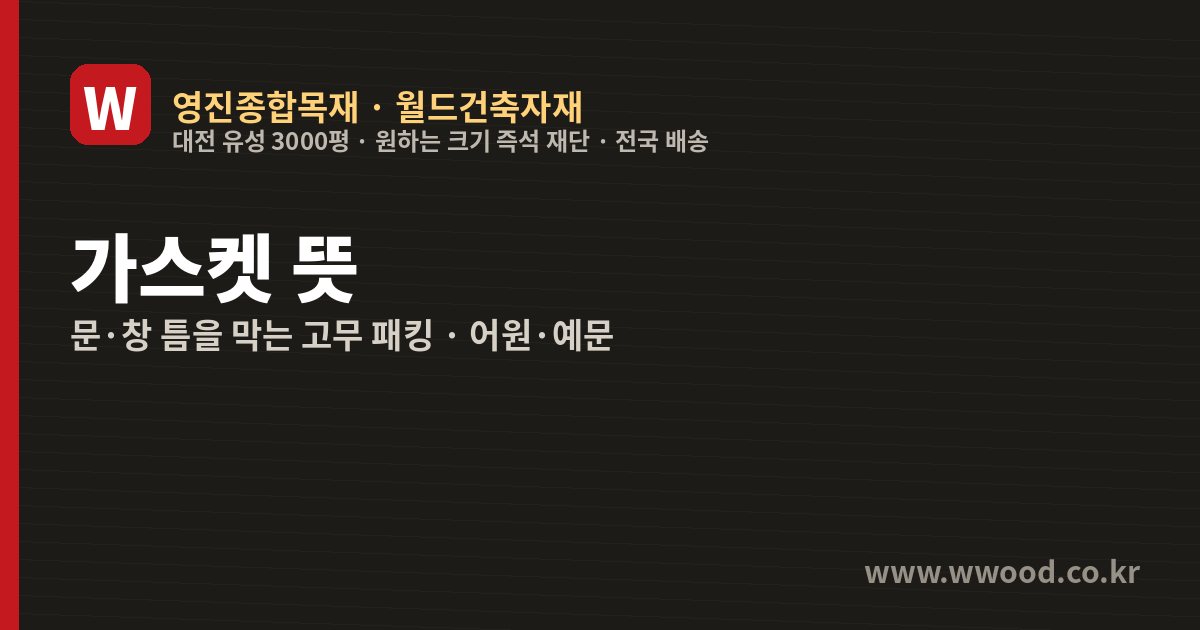 W
영진종합목재 · 월드건축자재
대전 유성 3000평 · 원하는 크기 즉석 재단 · 전국 배송
가스켓 뜻
문·창 틈을 막는 고무 패킹 · 어원·예문
www.wwood.co.kr